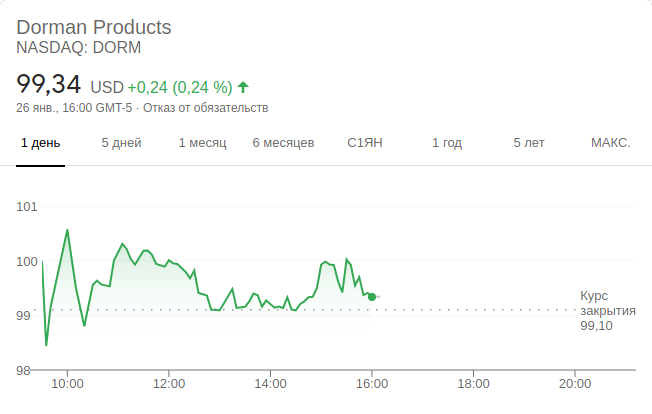 Dorman Products
NASDAQ: DORM
99,34 USD +0,24 (0,24 %)
26 янв., 16:00 GMT-5 · Отказ от обязательств
1 день 5 дней 1 месяц 6 месяцев С1ЯН 1 год 5 лет МАКС.
101
100
99
98
Курс
закрытия
99,10
10:00 12:00 14:00 16:00 18:00 20:00